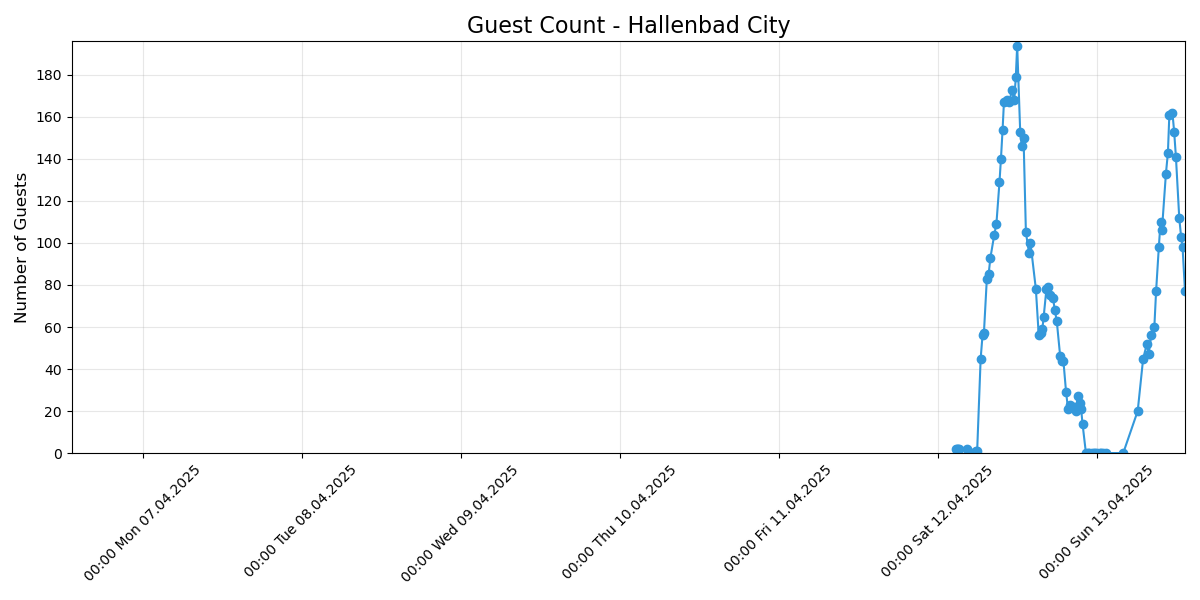 Guest Count - Hallenbad City
Number of Guests
180
160
140
120
100
80
60
40
20
0
00:00 Mon 07.04.2025
00:00 Tue 08.04.2025
00:00 Wed 09.04.2025
00:00 Thu 10.04.2025
00:00 Fri 11.04.2025
00:00 Sat 12.04.2025
00:00 Sun 13.04.2025